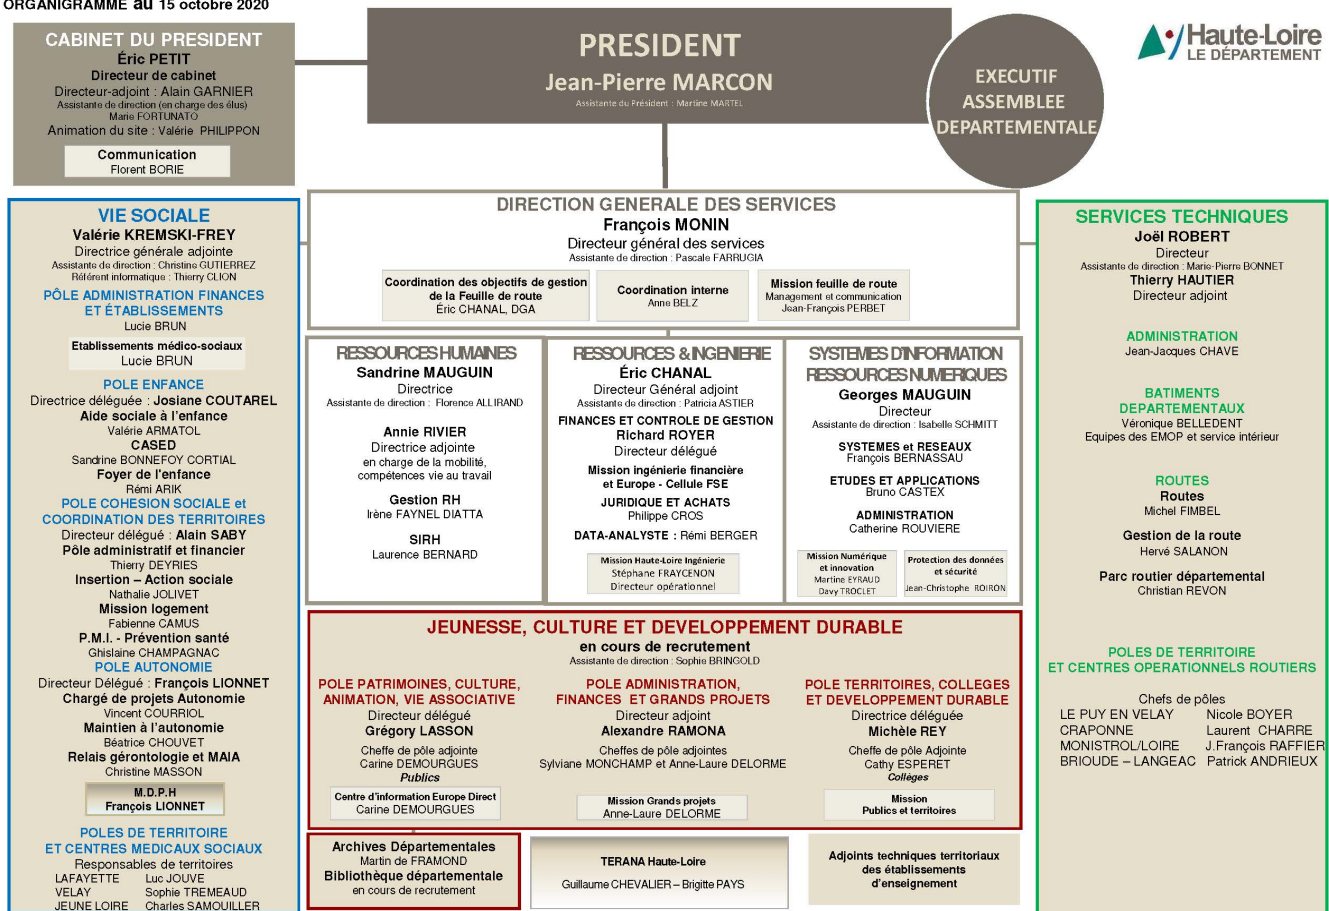 ORGANIGRAMME au 15 octobre 2020
CABINET DU PRESIDENT
Éric PETIT
Directeur de cabinet
Directeur-adjoint : Alain GARNIER
Assistante de direction (en charge des élus)
Marie FORTUNATO
Animation du site : Valérie PHILIPPON
Communication
Florent BORIE
PRESIDENT
Jean-Pierre MARCON
Assistante du Président : Martine MARTEL
EXECUTIF
ASSEMBLEE
DEPARTEMENTALE
Haute-Loire
LE DÉPARTEMENT
VIE SOCIALE
Valérie KREMSKI-FREY
Directrice générale adjointe
Assistante de direction : Christine GUTIERREZ
Référent informatique : Thierry CLION
PÔLE ADMINISTRATION FINANCES
ET ÉTABLISSEMENTS
Lucie BRUN
Etablissements médico-sociaux
Lucie BRUN
POLE ENFANCE
Directrice déléguée : Josiane COUTAREL
Aide sociale à l'enfance
Valérie ARMATOL
CASED
Sandrine BONNEFOY CORTIAL
Foyer de l'enfance
Rémi ARIK
POLE COHESION SOCIALE et
COORDINATION DES TERRITOIRES
Directeur délégué : Alain SABY
Pôle administratif et financier
Thierry DEYRIES
Insertion – Action sociale
Nathalie JOLIVET
Mission logement
Fabienne CAMUS
P.M.I. - Prévention santé
Ghislaine CHAMPAGNAC
POLE AUTONOMIE
Directeur Délégué : François LIONNET
Chargé de projets Autonomie
Vincent COURRIOL
Maintien à l'autonomie
Béatrice CHOUVET
Relais gérontologie et MAIA
Christine MASSON
M.D.P.H
François LIONNET
POLES DE TERRITOIRE
ET CENTRES MEDICAUX SOCIAUX
Responsables de territoires
LAFAYETTE Luc JOUVE
VELAY Sophie TREMEAUD
JEUNE LOIRE Charles SAMOUILLER
DIRECTION GENERALE DES SERVICES
François MONIN
Directeur général des services
Assistante de direction : Pascale FARRUGIA
Coordination des objectifs de gestion
de la Feuille de route
Éric CHANAL, DGA
Coordination interne
Anne BELZ
Mission feuille de route
Management et communication
Jean-François PERBET
RESSOURCES HUMAINES
Sandrine MAUGUIN
Directrice
Assistante de direction : Florence ALLIRAND
Annie RIVIER
Directrice adjointe
en charge de la mobilité,
compétences vie au travail
Gestion RH
Irène FAYNEL DIATTA
SIRH
Laurence BERNARD
RESSOURCES & INGENIERIE
Éric CHANAL
Directeur Général adjoint
Assistante de direction : Patricia ASTIER
FINANCES ET CONTROLE DE GESTION
Richard ROYER
Directeur délégué
Mission ingénierie financière
et Europe - Cellule FSE
JURIDIQUE ET ACHATS
Philippe CROS
DATA-ANALYSTE : Rémi BERGER
Mission Haute-Loire Ingénierie
Stéphane FRAYCENON
Directeur opérationnel
SYSTEMES D'INFORMATION
RESSOURCES NUMERIQUES
Georges MAUGUIN
Directeur
Assistante de direction : Isabelle SCHMITT
SYSTEMES et RESEAUX
François BERNASSAU
ETUDES ET APPLICATIONS
Bruno CASTEX
ADMINISTRATION
Catherine ROUVIERE
Mission Numérique
et innovation
Martine EYRAUD
Davy TROCLET
Protection des données
et sécurité
Jean-Christophe ROIRON
JEUNESSE, CULTURE ET DEVELOPPEMENT DURABLE
en cours de recrutement
Assistante de direction : Sophie BRINGOLD
POLE PATRIMOINES, CULTURE,
ANIMATION, VIE ASSOCIATIVE
Directeur délégué
Grégory LASSON
Cheffe de pôle adjointe
Carine DEMOURGUES
Publics
Centre d'information Europe Direct
Carine DEMOURGUES
POLE ADMINISTRATION,
FINANCES ET GRANDS PROJETS
Directeur adjoint
Alexandre RAMONA
Cheffes de pôle adjointes
Sylviane MONCHAMP et Anne-Laure DELORME
Mission Grands projets
Anne-Laure DELORME
POLE TERRITOIRES, COLLEGES
ET DEVELOPPEMENT DURABLE
Directrice déléguée
Michèle REY
Cheffe de pôle Adjointe
Cathy ESPERET
Collèges
Mission
Publics et territoires
Archives Départementales
Martin de FRAMOND
Bibliothèque départementale
en cours de recrutement
TERANA Haute-Loire
Guillaume CHEVALIER – Brigitte PAYS
Adjoints techniques territoriaux
des établissements
d'enseignement
SERVICES TECHNIQUES
Joël ROBERT
Directeur
Assistante de direction : Marie-Pierre BONNET
Thierry HAUTIER
Directeur adjoint
ADMINISTRATION
Jean-Jacques CHAVE
BATIMENTS
DEPARTEMENTAUX
Véronique BELLEDENT
Equipes des EMOP et service intérieur
ROUTES
Routes
Michel FIMBEL
Gestion de la route
Hervé SALANON
Parc routier départemental
Christian REVON
POLES DE TERRITOIRE
ET CENTRES OPERATIONNELS ROUTIERS
Chefs de pôles
LE PUY EN VELAY Nicole BOYER
CRAPONNE Laurent CHARRE
MONISTROL/LOIRE J.François RAFFIER
BRIOUDE – LANGEAC Patrick ANDRIEUX